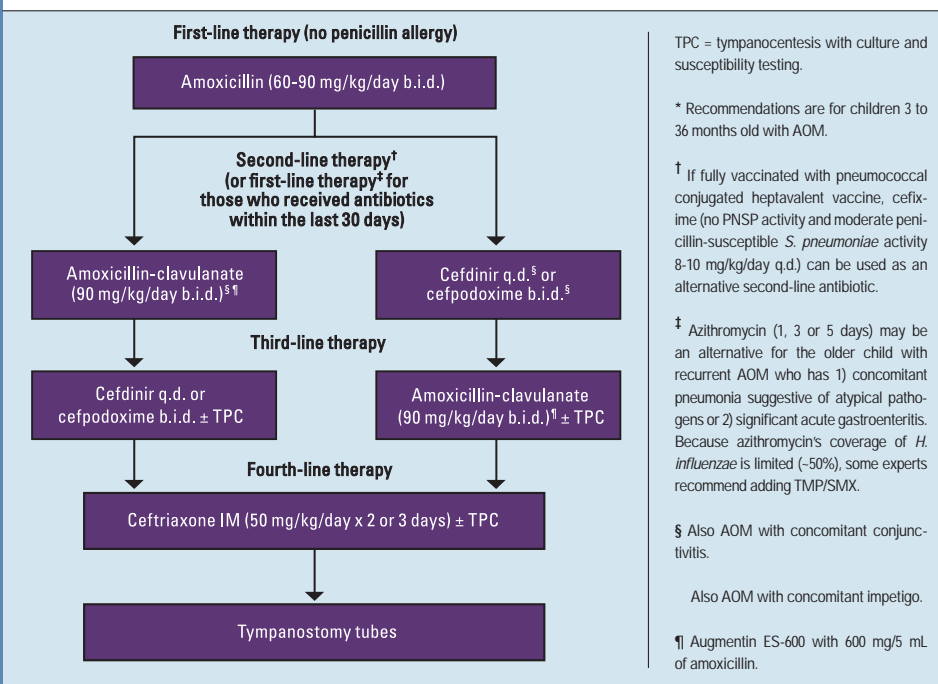 First-line therapy (no penicillin allergy)
Amoxicillin (60-90 mg/kg/day b.i.d.)
Second-line therapy†
(or first-line therapy‡ for
those who received antibiotics
within the last 30 days)
Amoxicillin-clavulanate
(90 mg/kg/day b.i.d.)§ ¶
Cefdinir q.d.§ or
cefpodoxime b.i.d.§
Third-line therapy
Cefdinir q.d. or
cefpodoxime b.i.d. ± TPC
Amoxicillin-clavulanate
(90 mg/kg/day b.i.d.)¶ ± TPC
Fourth-line therapy
Ceftriaxone IM (50 mg/kg/day x 2 or 3 days) ± TPC
Tympanostomy tubes
TPC = tympanocentesis with culture and
susceptibility testing.
* Recommendations are for children 3 to
36 months old with AOM.
† If fully vaccinated with pneumococcal
conjugated heptavalent vaccine, cefix-
ime (no PNSP activity and moderate peni-
cillin-susceptible S. pneumoniae activity
8-10 mg/kg/day q.d.) can be used as an
alternative second-line antibiotic.
‡ Azithromycin (1, 3 or 5 days) may be
an alternative for the older child with
recurrent AOM who has 1) concomitant
pneumonia suggestive of atypical patho-
gens or 2) significant acute gastroenteritis.
Because azithromycin's coverage of H.
influenzae is limited (~50%), some experts
recommend adding TMP/SMX.
§ Also AOM with concomitant conjunc-
tivitis.
Also AOM with concomitant impetigo.
¶ Augmentin ES-600 with 600 mg/5 mL
of amoxicillin.